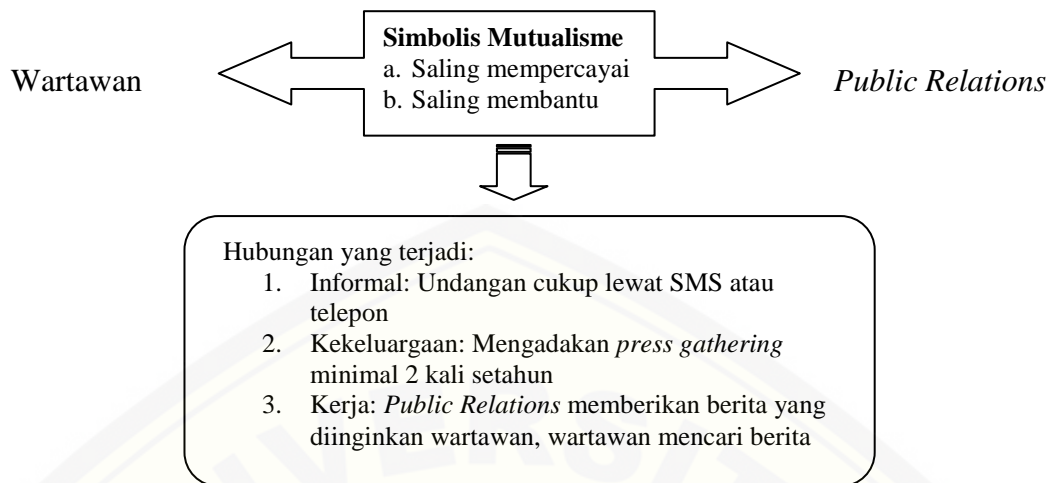 Simbolis Mutualisme
a. Saling mempercayai
b. Saling membantu
Wartawan
Public Relations
Hubungan yang terjadi:
1. Informal: Undangan cukup lewat SMS atau
telepon
2. Kekeluargaan: Mengadakan press gathering
minimal 2 kali setahun
3. Kerja: Public Relations memberikan berita yang
diinginkan wartawan, wartawan mencari berita